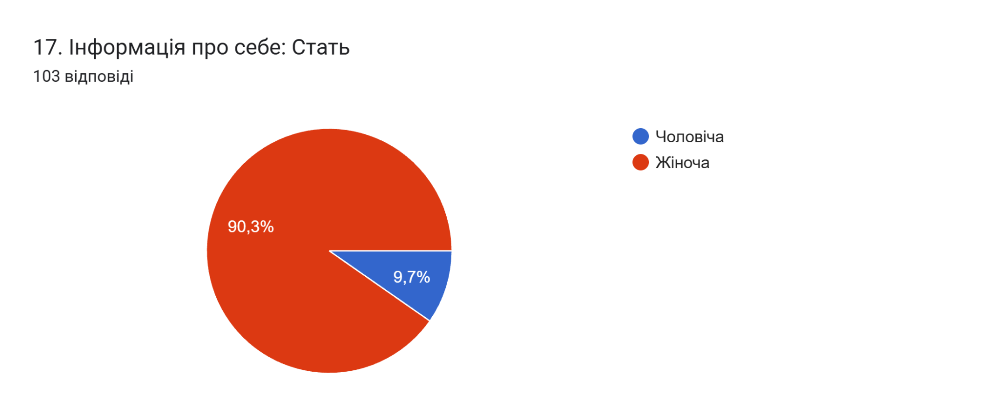 17. Інформація про себе: Стать
103 відповіді
Чоловіча
Жіноча
90,3%
9,7%